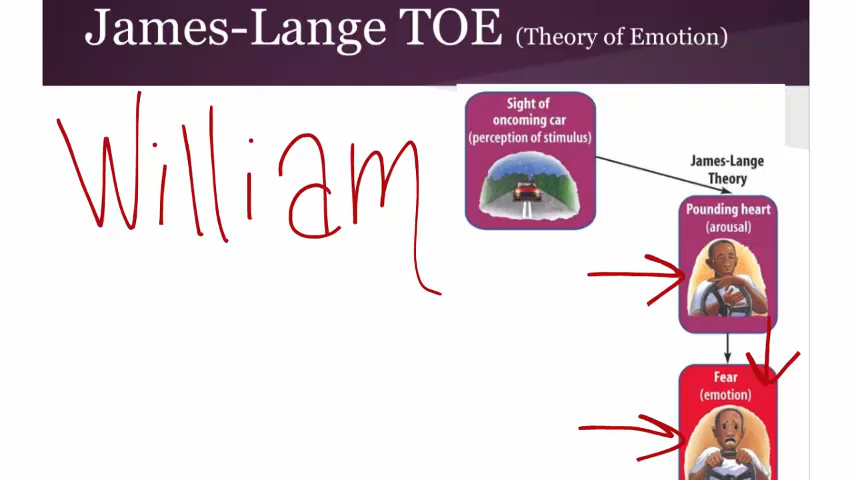 James-Lange TOE (Theory of Emotion)
William
Sight of
oncoming car
(perception of stimulus)
James-Lange
Theory
Pounding heart
(arousal)
Fear
(emotion)